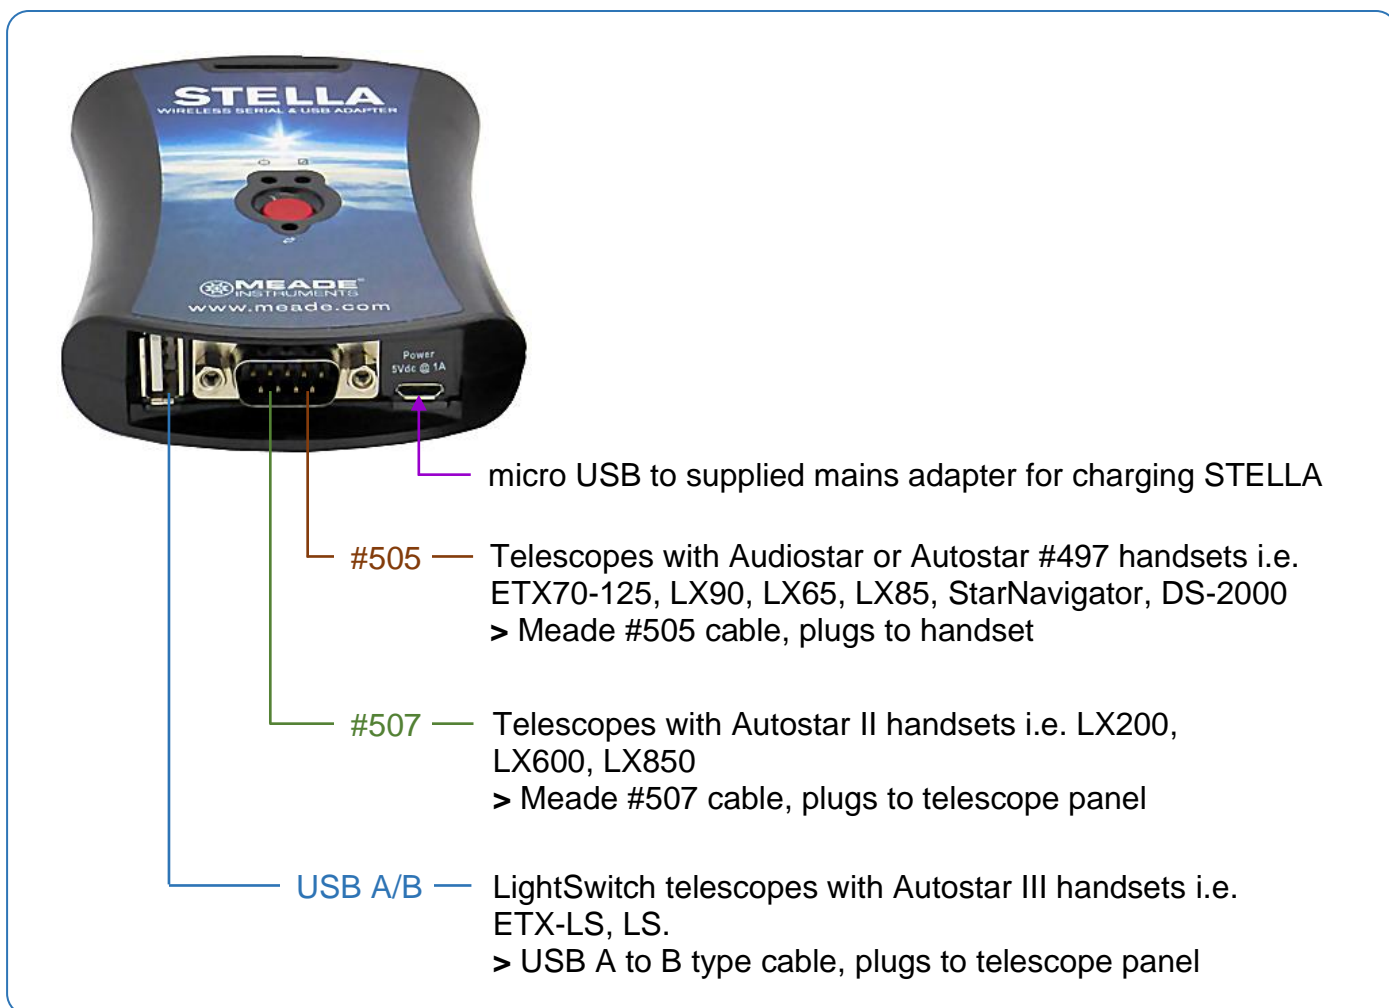 STELLA
WIRELESS SERIAL & USB ADAPTER
MEADE
INSTRUMENTS
www.meade.com
Power
5Vdc @ 1A
micro USB to supplied mains adapter for charging STELLA
#505
Telescopes with Audiostar or Autostar #497 handsets i.e.
ETX70-125, LX90, LX65, LX85, StarNavigator, DS-2000
> Meade #505 cable, plugs to handset
#507
Telescopes with Autostar II handsets i.e. LX200,
LX600, LX850
> Meade #507 cable, plugs to telescope panel
USB A/B
LightSwitch telescopes with Autostar III handsets i.e.
ETX-LS, LS.
> USB A to B type cable, plugs to telescope panel